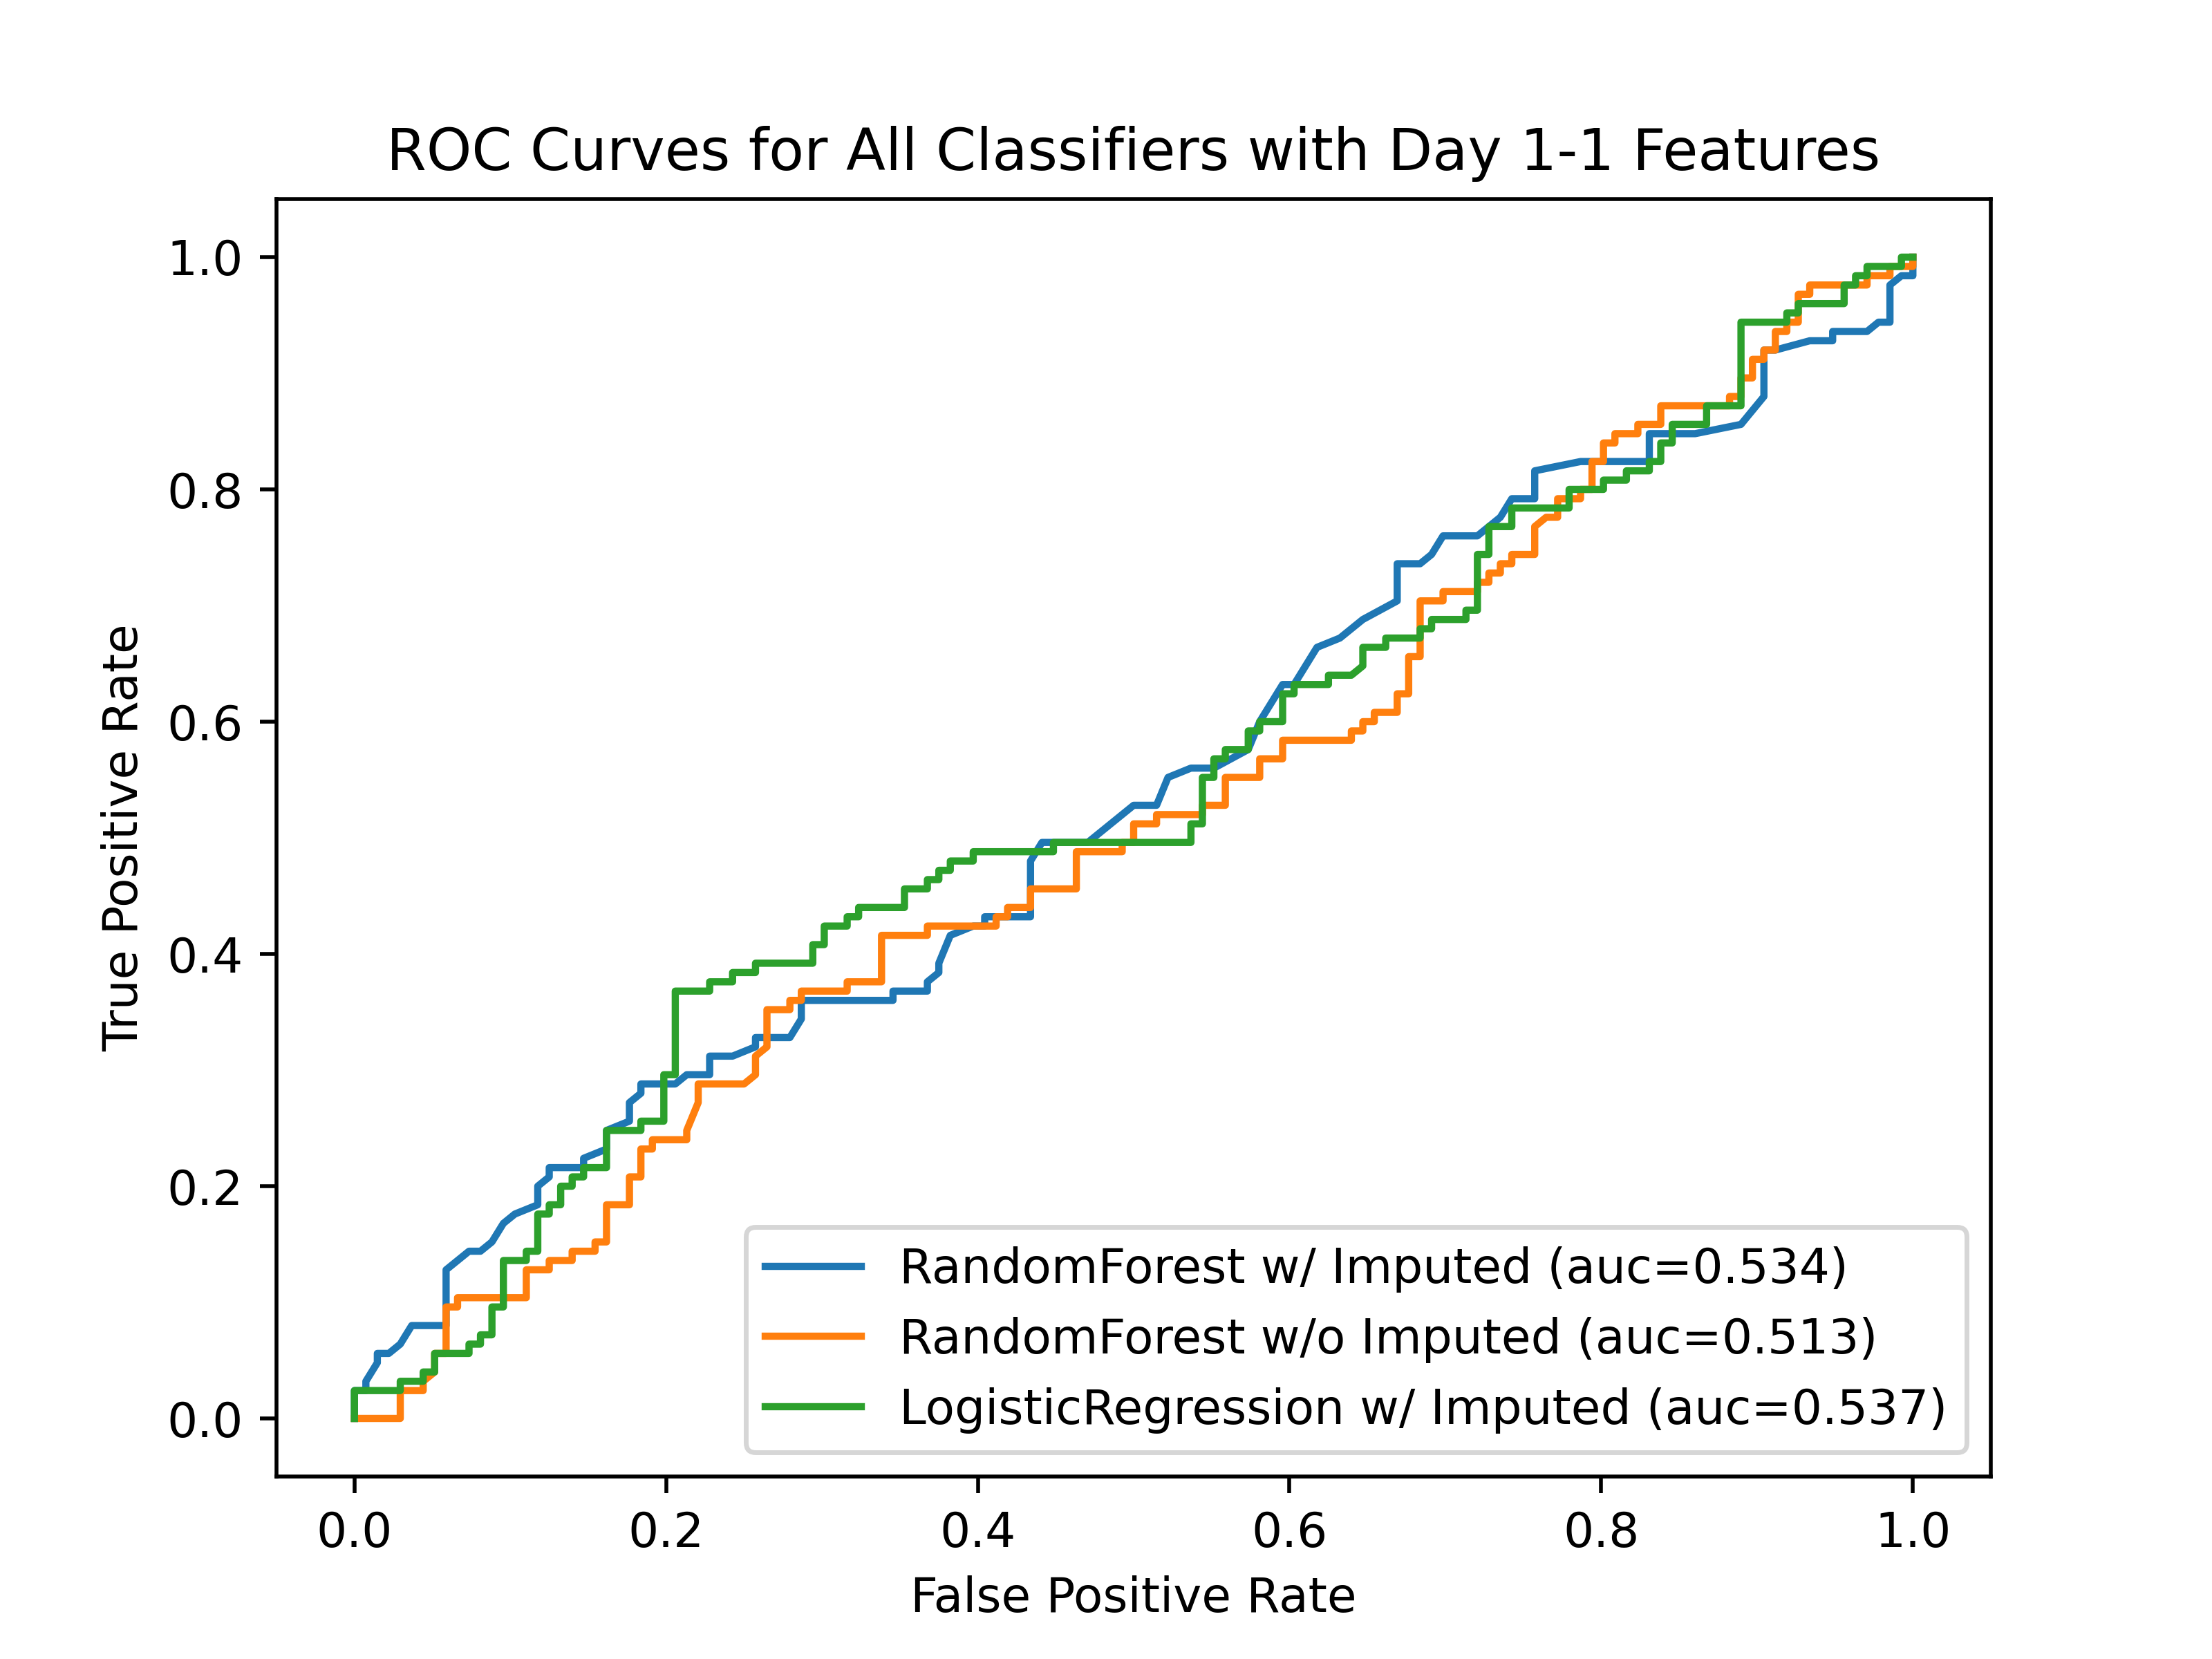 ROC Curves for All Classifiers with Day 1-1 Features
1.0
0.8
0.6
0.4
0.2
0.0
True Positive Rate
RandomForest w/ Imputed (auc=0.534)
RandomForest w/o Imputed (auc=0.513)
LogisticRegression w/ Imputed (auc=0.537)
0.0 0.2 0.4 0.6 0.8 1.0
False Positive Rate